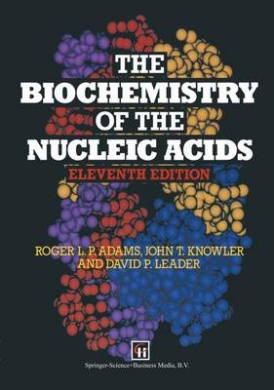 THE
BIOCHEMISTRY
OF THE
NUCLEIC ACIDS
ELEVENTH EDITION
ROGER L. P. ADAMS, JOHN T. KNOWLER
AND DAVID P. LEADER
Springer-Science+Business Media, B.V.